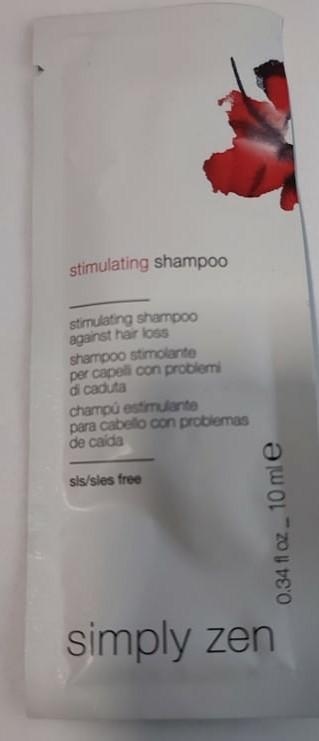 stimulating shampoo
stimulating shampoo
against hair loss
shampoo stimolante
per capelli con problemi
di caduta
champú estimulante
para cabello con problemas
de caída
sls/sles free
0.34 fl oz_ 10 ml e
simply zen